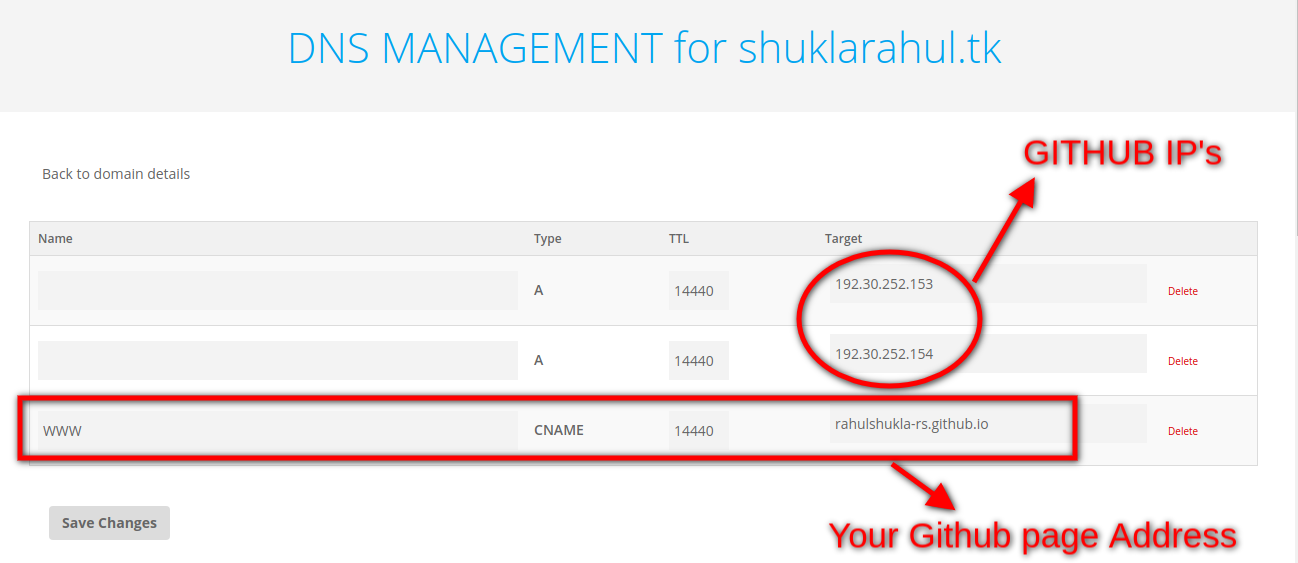 DNS MANAGEMENT for shuklarahul.tk
GITHUB IP's
Back to domain details
Name Type TTL Target
A 14440 192.30.252.153 Delete
A 14440 192.30.252.154 Delete
WWW CNAME 14440 rahulshukla-rs.github.io Delete
Save Changes
Your Github page Address